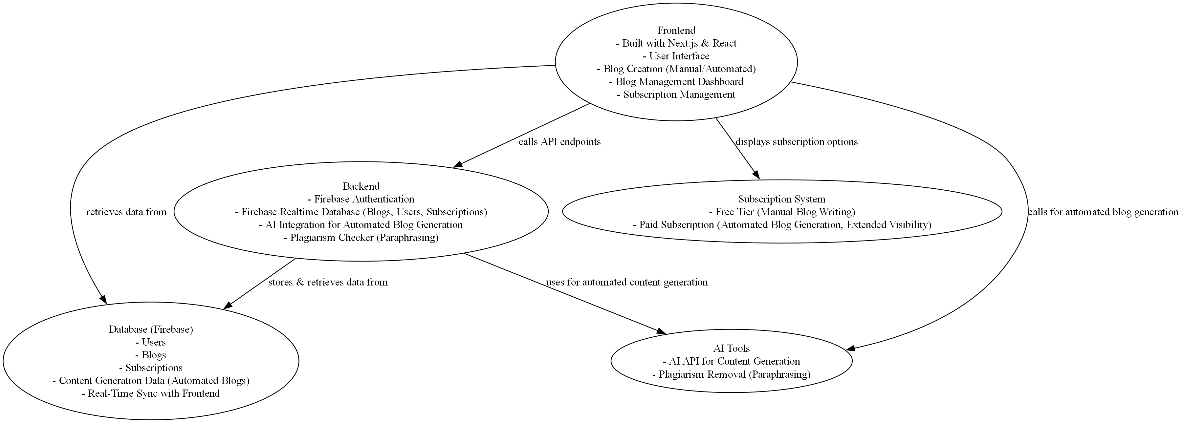 Frontend
- Built with Next.js & React
- User Interface
- Blog Creation (Manual/Automated)
- Blog Management Dashboard
- Subscription Management
calls API endpoints
displays subscription options
retrieves data from
calls for automated blog generation
Backend
- Firebase Authentication
- Firebase Realtime Database (Blogs, Users, Subscriptions)
- AI Integration for Automated Blog Generation
- Plagiarism Checker (Paraphrasing)
Subscription System
- Free Tier (Manual Blog Writing)
- Paid Subscription (Automated Blog Generation, Extended Visibility)
stores & retrieves data from
uses for automated content generation
Database (Firebase)
- Users
- Blogs
- Subscriptions
- Content Generation Data (Automated Blogs)
- Real-Time Sync with Frontend
AI Tools
- AI API for Content Generation
- Plagiarism Removal (Paraphrasing)